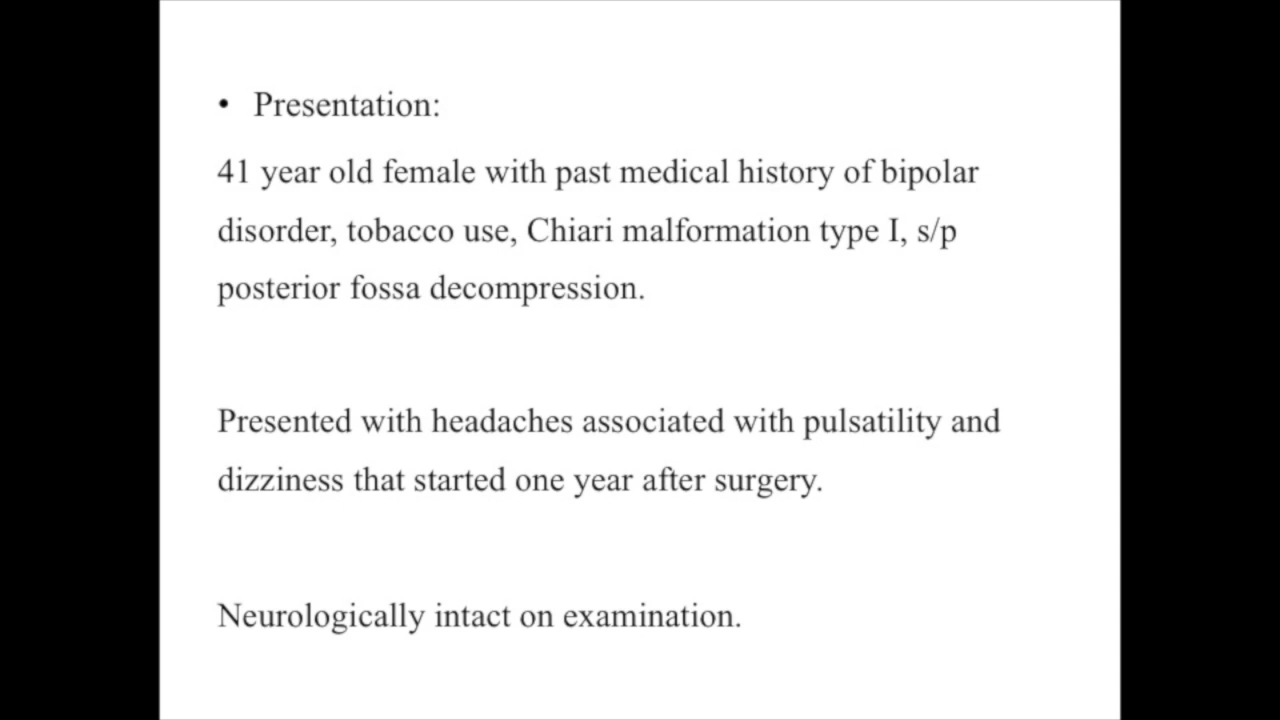 • Presentation:
41 year old female with past medical history of bipolar
disorder, tobacco use, Chiari malformation type I, s/p
posterior fossa decompression.
Presented with headaches associated with pulsatility and
dizziness that started one year after surgery.
Neurologically intact on examination.